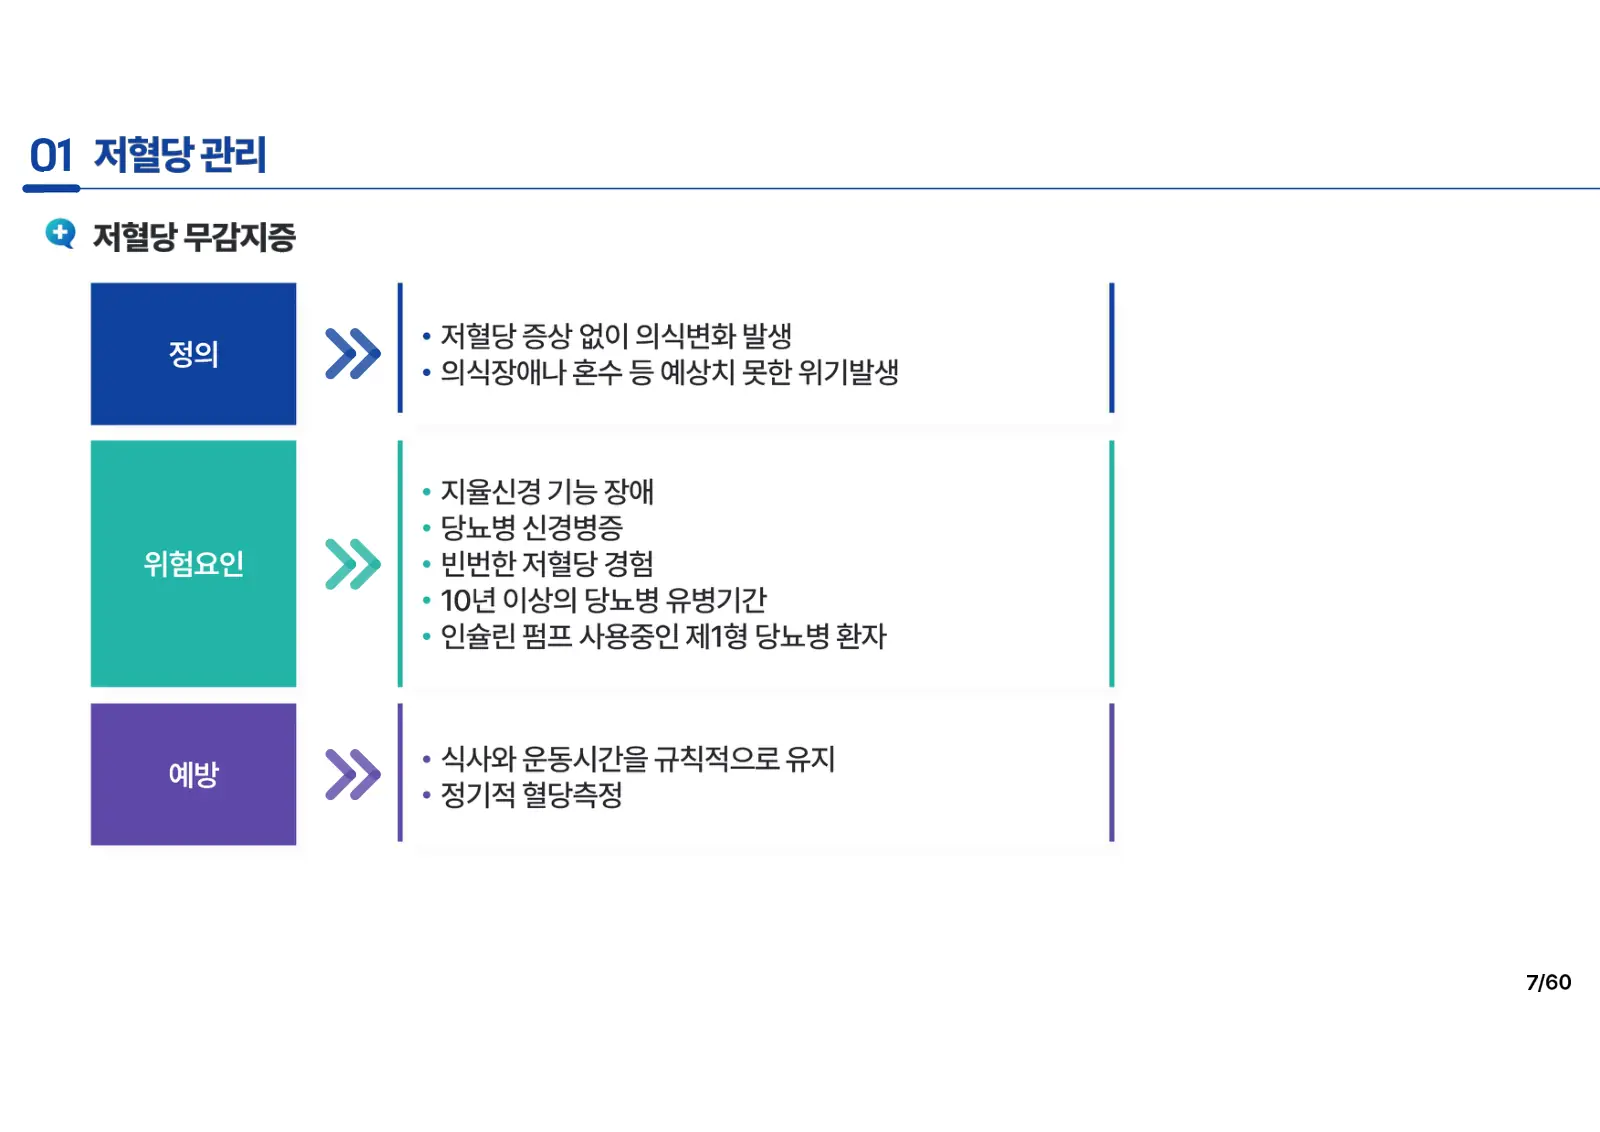 01 저혈당 관리
저혈당 무감지증
정의
• 저혈당 증상 없이 의식변화 발생
• 의식장애나 혼수 등 예상치 못한 위기발생
위험요인
• 지율신경 기능 장애
• 당뇨병 신경병증
• 빈번한 저혈당 경험
• 10년 이상의 당뇨병 유병기간
• 인슐린 펌프 사용중인 제1형 당뇨병 환자
예방
• 식사와 운동시간을 규칙적으로 유지
• 정기적 혈당측정
7/60